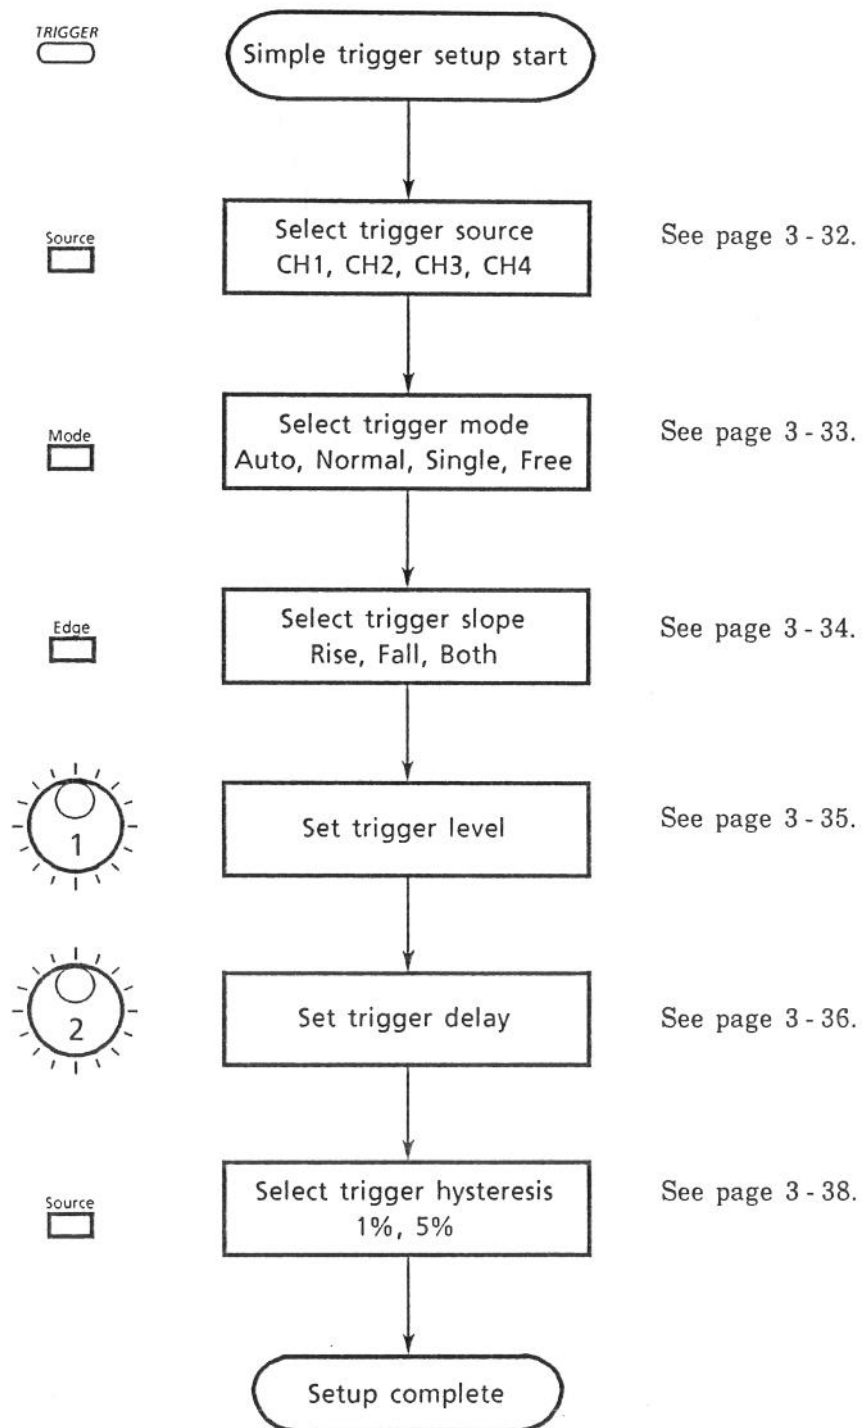 TRIGGER
Simple trigger setup start
Source
Select trigger source
CH1, CH2, CH3, CH4
See page 3 - 32.
Mode
Select trigger mode
Auto, Normal, Single, Free
See page 3 - 33.
Edge
Select trigger slope
Rise, Fall, Both
See page 3 - 34.
1
Set trigger level
See page 3 - 35.
2
Set trigger delay
See page 3 - 36.
Source
Select trigger hysteresis
1%, 5%
See page 3 - 38.
Setup complete